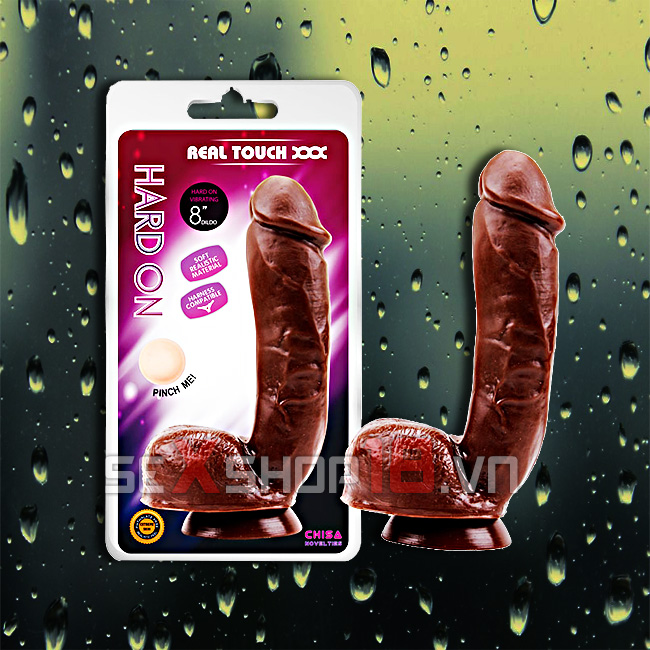 REAL TOUCH XXX
HARD ON
HARD ON
VIBRATING
8"
DILDO
SOFT
REALISTIC
MATERIAL
HARNESS
COMPATIBLE
PINCH ME!
SEXSHOP18.VN
CHISA
NOVELTIES